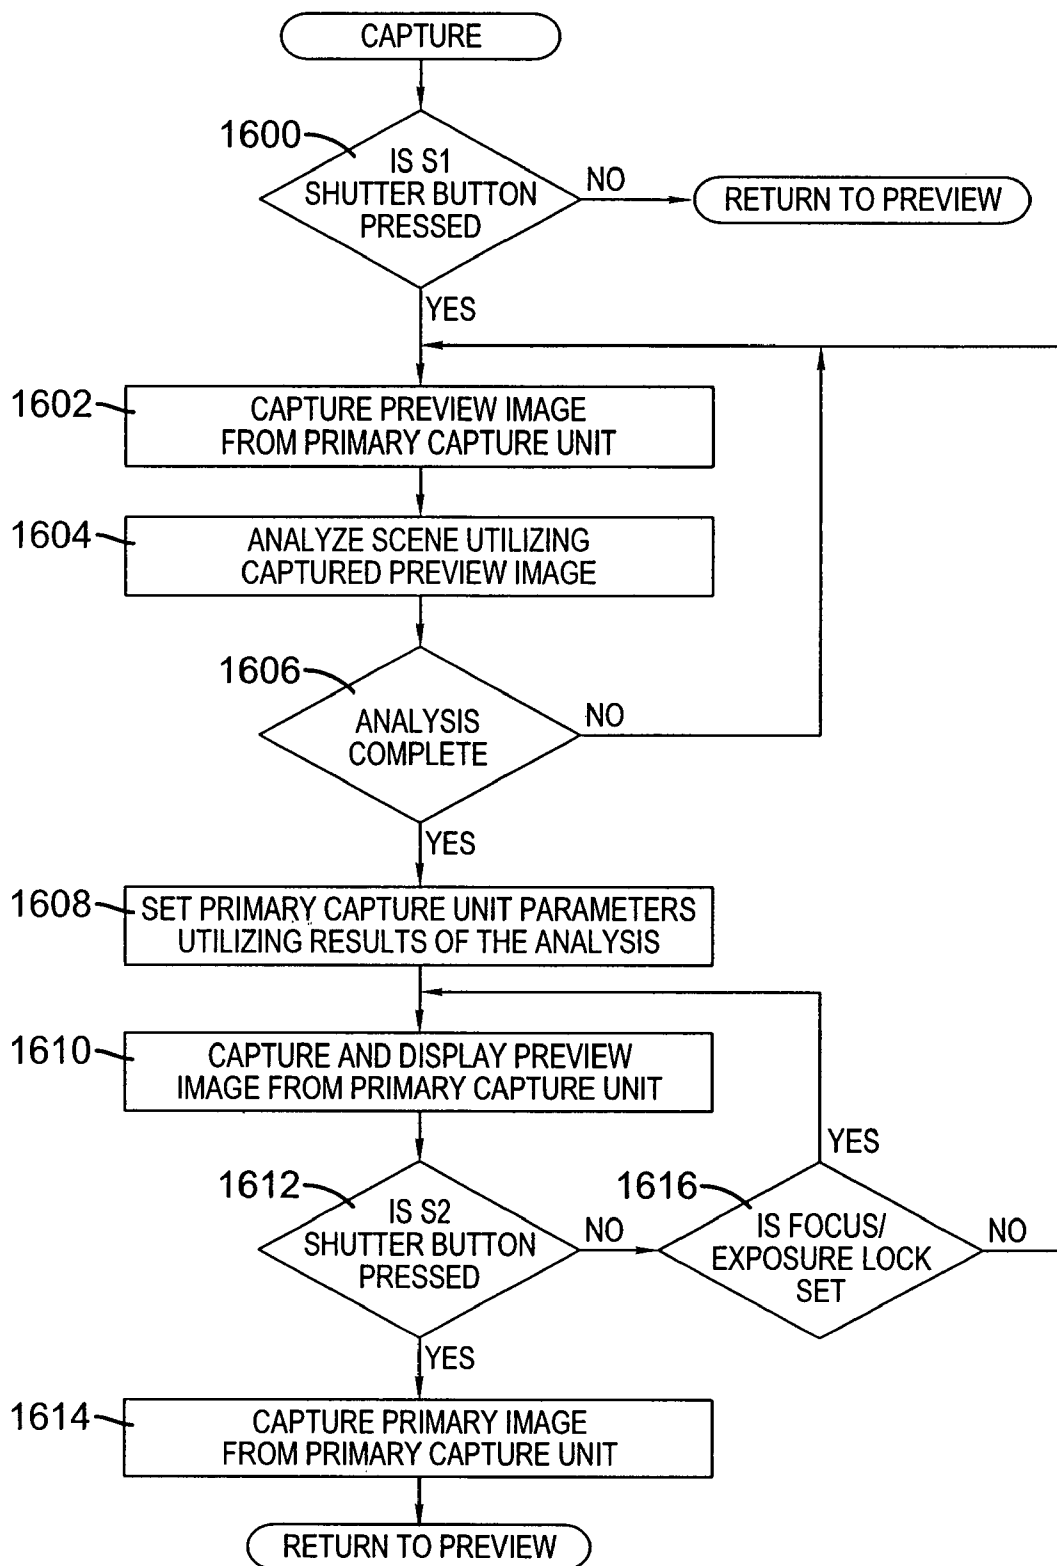 CAPTURE
1600
IS S1
SHUTTER BUTTON
PRESSED
NO
RETURN TO PREVIEW
YES
1602
CAPTURE PREVIEW IMAGE
FROM PRIMARY CAPTURE UNIT
1604
ANALYZE SCENE UTILIZING
CAPTURED PREVIEW IMAGE
1606
ANALYSIS
COMPLETE
NO
YES
1608
SET PRIMARY CAPTURE UNIT PARAMETERS
UTILIZING RESULTS OF THE ANALYSIS
1610
CAPTURE AND DISPLAY PREVIEW
IMAGE FROM PRIMARY CAPTURE UNIT
1612
IS S2
SHUTTER BUTTON
PRESSED
NO
1616
IS FOCUS/
EXPOSURE LOCK
SET
YES
NO
YES
1614
CAPTURE PRIMARY IMAGE
FROM PRIMARY CAPTURE UNIT
RETURN TO PREVIEW